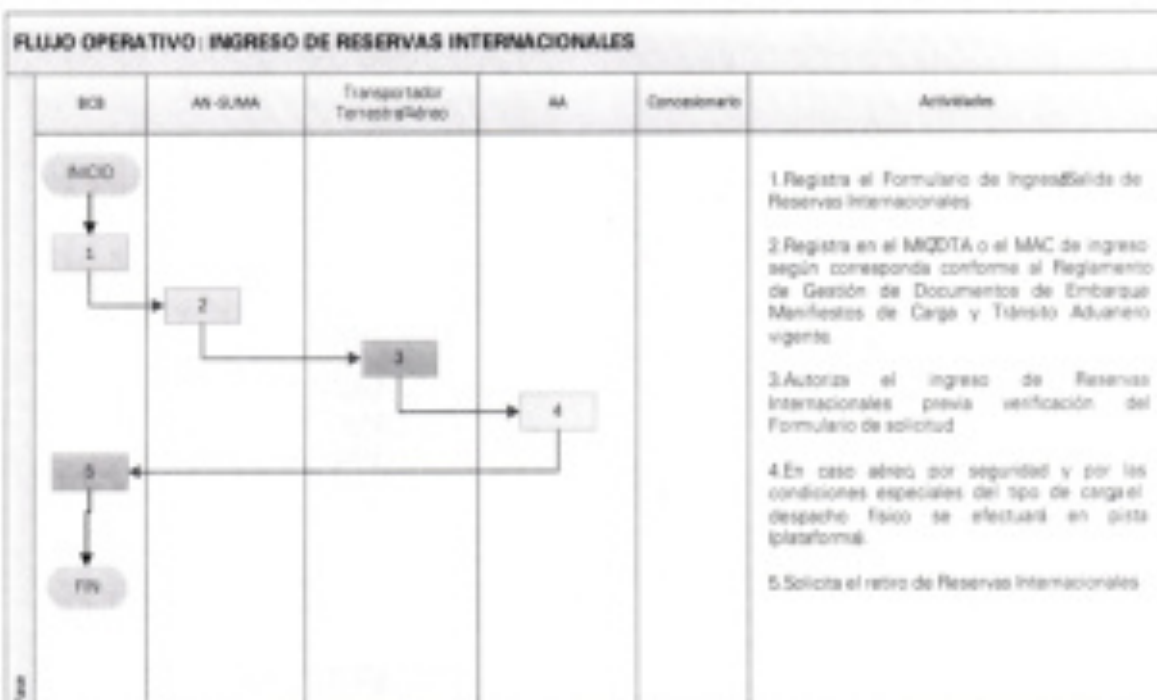 FLUJO OPERATIVO: INGRESO DE RESERVAS INTERNACIONALES
BCB
AN-SUMA
Transportador
Terrestre/Aéreo
AA
Concesionario
Actividades
INICIO
1
2
3
4
5
FIN
1.Registra el Formulario de Ingreso/Salida de
Reservas Internacionales
2.Registra en el MIC/DTA o el MAC de ingreso
según corresponda conforme al Reglamento
de Gestión de Documentos de Embarque
Manifiestos de Carga y Tránsito Aduanero
vigente.
3.Autoriza el ingreso de Reservas
Internacionales previa verificación del
Formulario de solicitud
4.En caso aéreo, por seguridad y por las
condiciones especiales del tipo de carga el
despacho físico se efectuará en pista
(plataforma).
5.Solicita el retiro de Reservas Internacionales
Fase